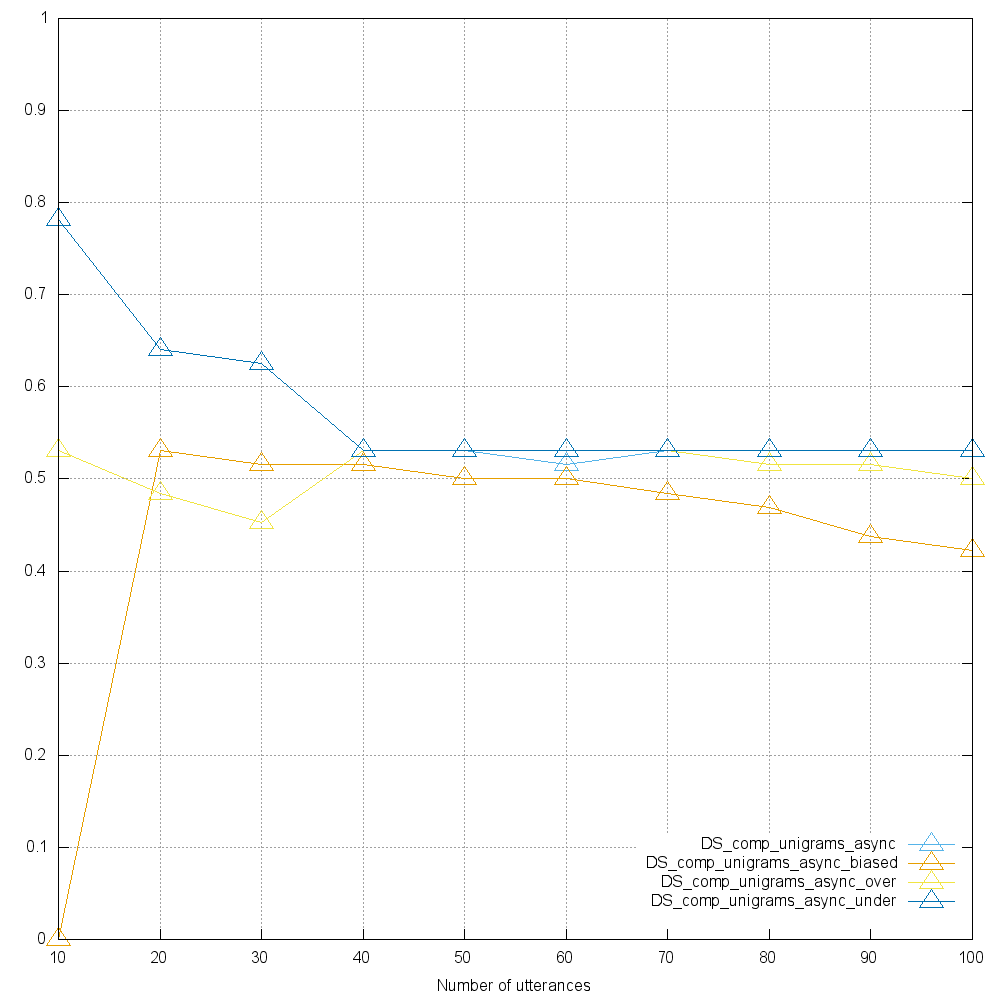 1
0.9
0.8
0.7
0.6
0.5
0.4
0.3
0.2
0.1
0
DS_comp_unigrams_async
DS_comp_unigrams_async_biased
DS_comp_unigrams_async_over
DS_comp_unigrams_async_under
10 20 30 40 50 60 70 80 90 100
Number of utterances